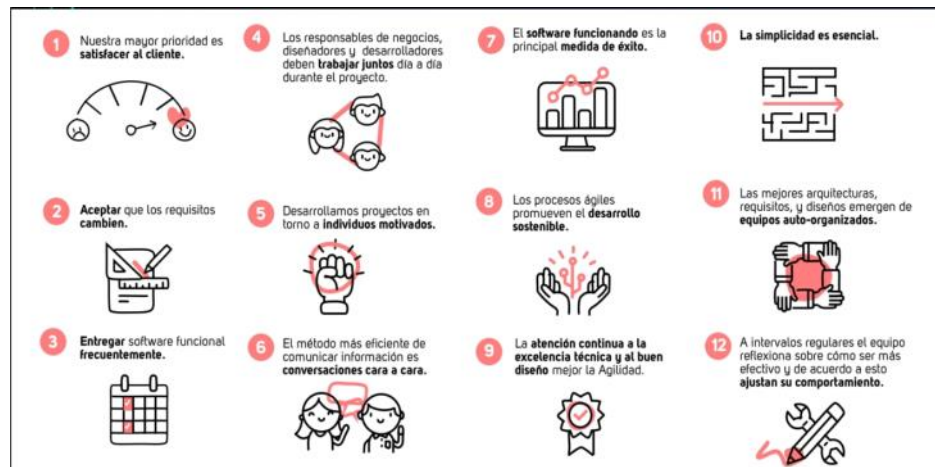 1
Nuestra mayor prioridad es
satisfacer al cliente.
2
Aceptar que los requisitos
cambien.
3
Entregar software funcional
frecuentemente.
4
Los responsables de negocios,
diseñadores y desarrolladores
deben trabajar juntos día a día
durante el proyecto.
5
Desarrollamos proyectos en
torno a individuos motivados.
6
El método más eficiente de
comunicar información es
conversaciones cara a cara.
7
El software funcionando es la
principal medida de éxito.
8
Los procesos ágiles
promueven el desarrollo
sostenible.
9
La atención continua a la
excelencia técnica y al buen
diseño mejor la Agilidad.
10
La simplicidad es esencial.
11
Las mejores arquitecturas,
requisitos, y diseños emergen de
equipos auto-organizados.
12
A intervalos regulares el equipo
reflexiona sobre cómo ser más
efectivo y de acuerdo a esto
ajustan su comportamiento.